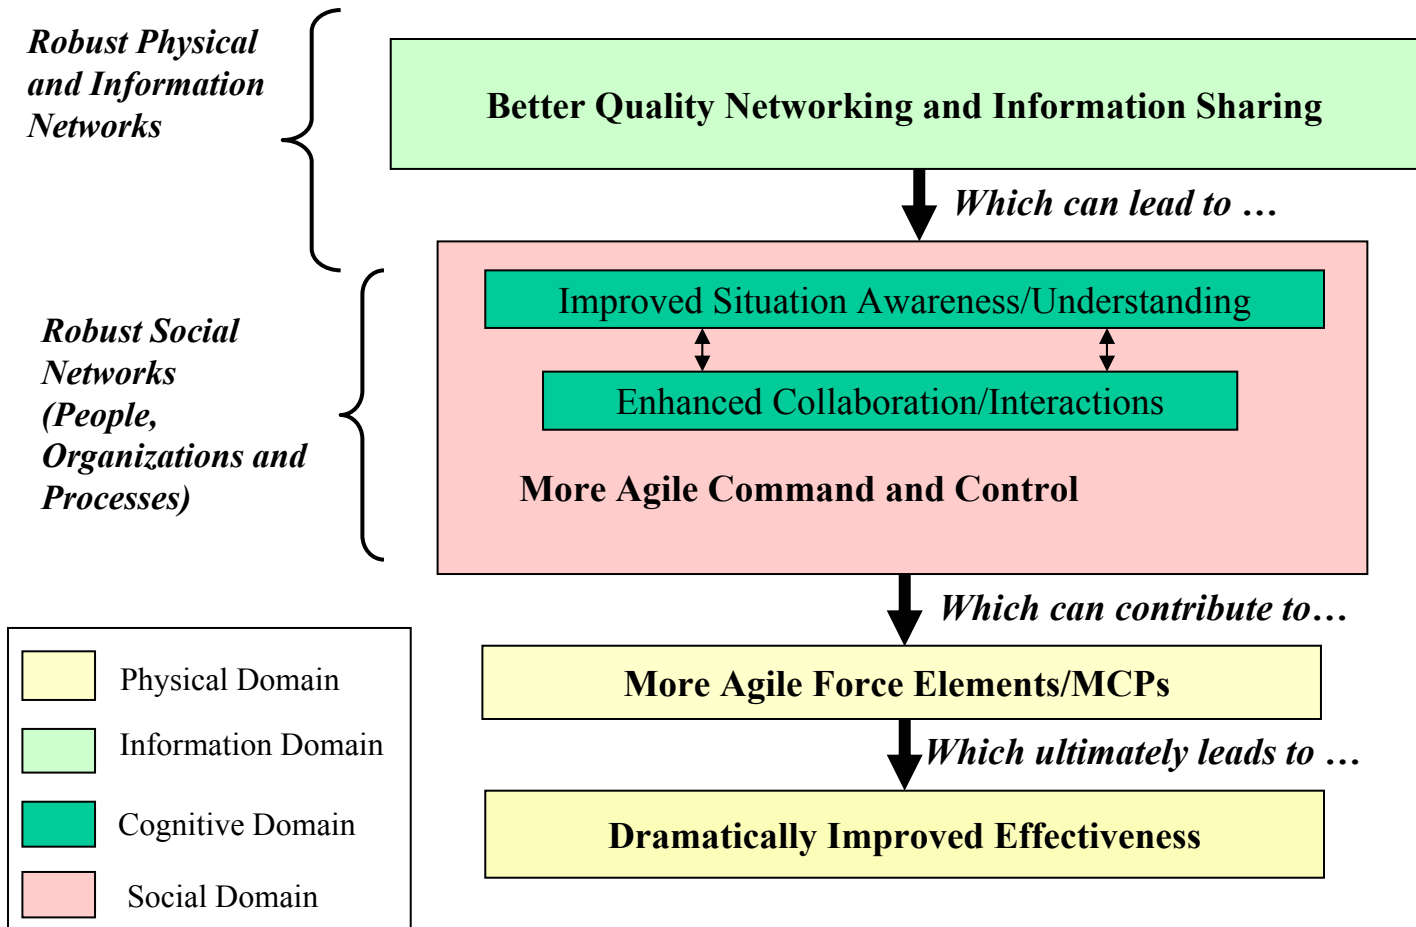 Robust Physical
and Information
Networks
Better Quality Networking and Information Sharing
Which can lead to …
Robust Social
Networks
(People,
Organizations and
Processes)
Improved Situation Awareness/Understanding
Enhanced Collaboration/Interactions
More Agile Command and Control
Which can contribute to…
More Agile Force Elements/MCPs
Which ultimately leads to …
Dramatically Improved Effectiveness
Physical Domain
Information Domain
Cognitive Domain
Social Domain